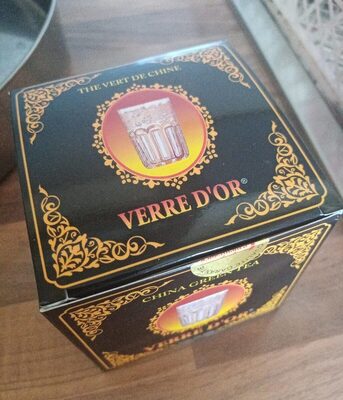 THE VERT DE CHINE
VERRE D'OR®
CHINA GREEN TEA
VERRE D'OR